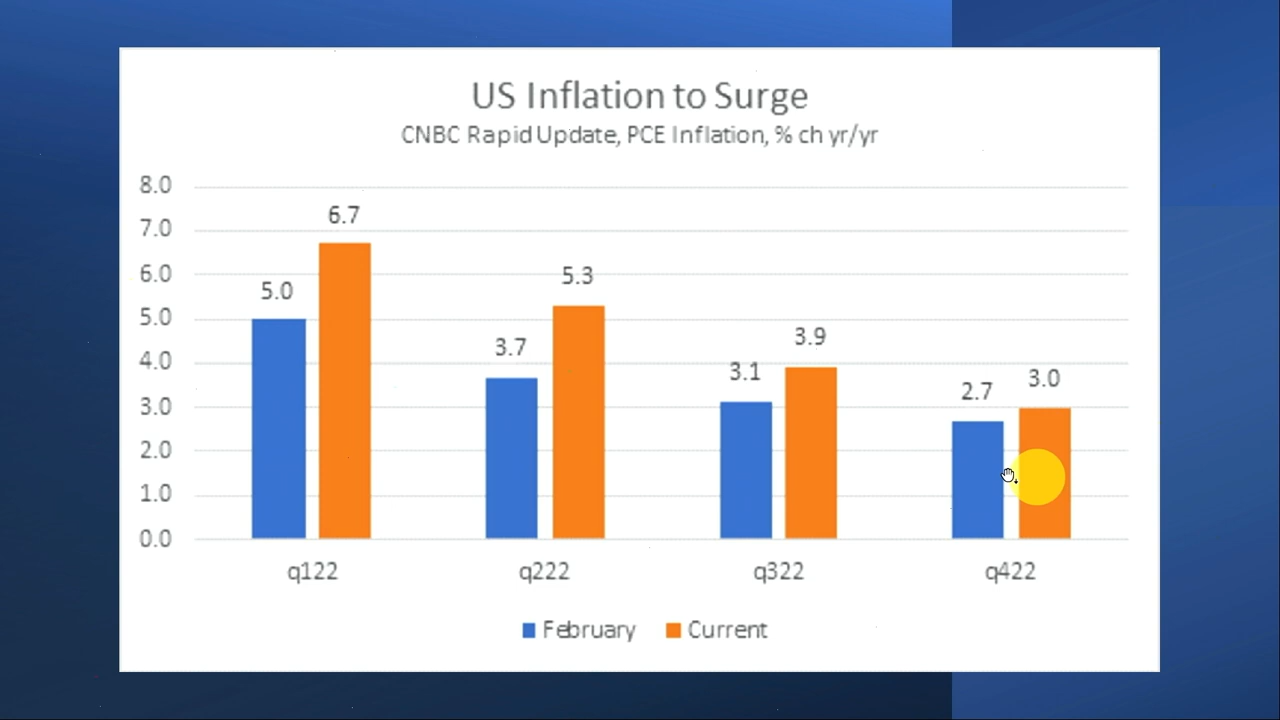 US Inflation to Surge
CNBC Rapid Update, PCE Inflation, % ch yr/yr
8.0
7.0
6.0
5.0
4.0
3.0
2.0
1.0
0.0
5.0
6.7
3.7
5.3
3.1
3.9
2.7
3.0
q122
q222
q322
q422
February
Current